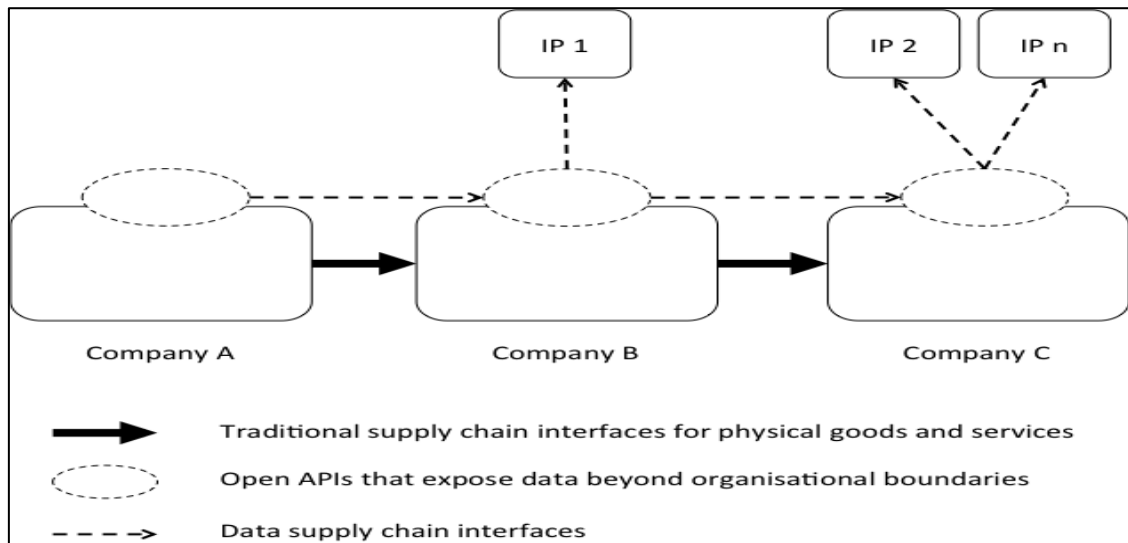 IP 1
IP 2
IP n
Company A
Company B
Company C
Traditional supply chain interfaces for physical goods and services
Open APIs that expose data beyond organisational boundaries
Data supply chain interfaces